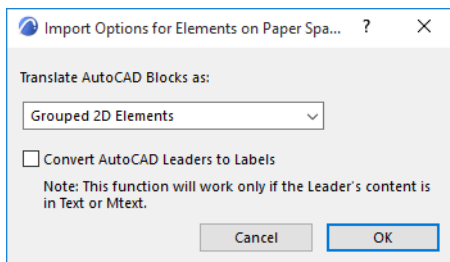 Import Options for Elements on Paper Spa... ?
Translate AutoCAD Blocks as:
Grouped 2D Elements
Convert AutoCAD Leaders to Labels
Note: This function will work only if the Leader's content is
in Text or Mtext.
Cancel OK